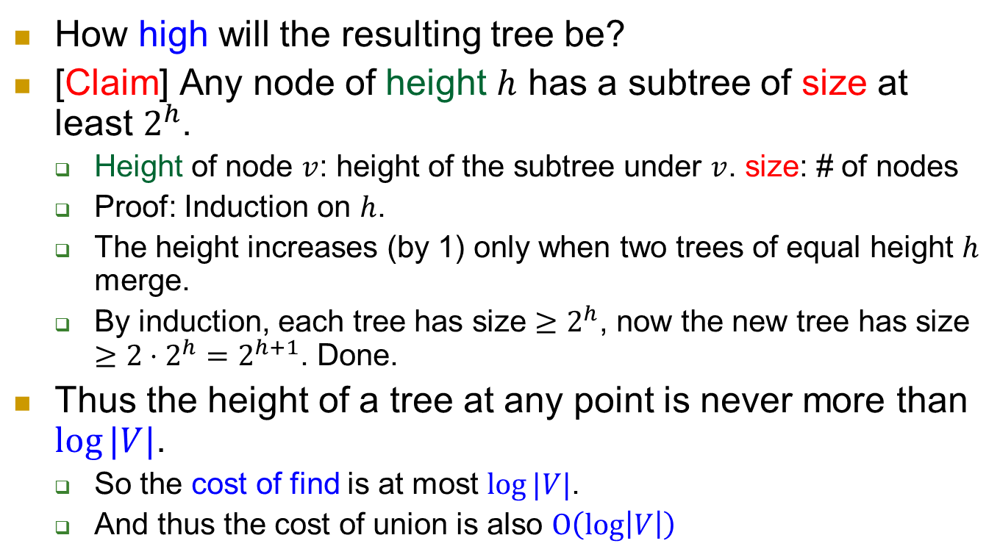 How high will the resulting tree be?
[Claim] Any node of height ℎ has a subtree of size at
least 2^ℎ.
Height of node 𝑣: height of the subtree under 𝑣. size: # of nodes
Proof: Induction on ℎ.
The height increases (by 1) only when two trees of equal height ℎ
merge.
By induction, each tree has size ≥ 2^ℎ, now the new tree has size
≥ 2 · 2^ℎ = 2^{ℎ+1}. Done.
Thus the height of a tree at any point is never more than
log |𝑉|.
So the cost of find is at most log |𝑉|.
And thus the cost of union is also O(log|𝑉|)